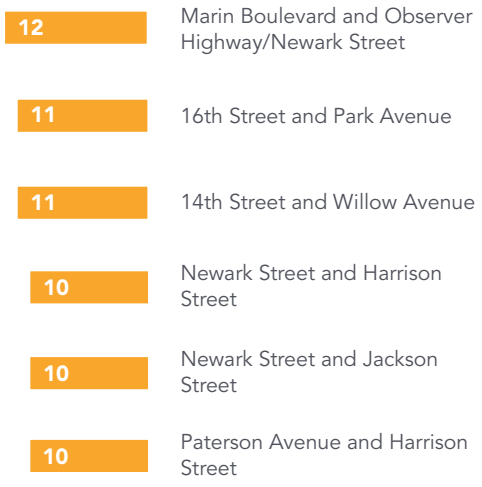 12
Marin Boulevard and Observer
Highway/Newark Street
11
16th Street and Park Avenue
11
14th Street and Willow Avenue
10
Newark Street and Harrison
Street
10
Newark Street and Jackson
Street
10
Paterson Avenue and Harrison
Street